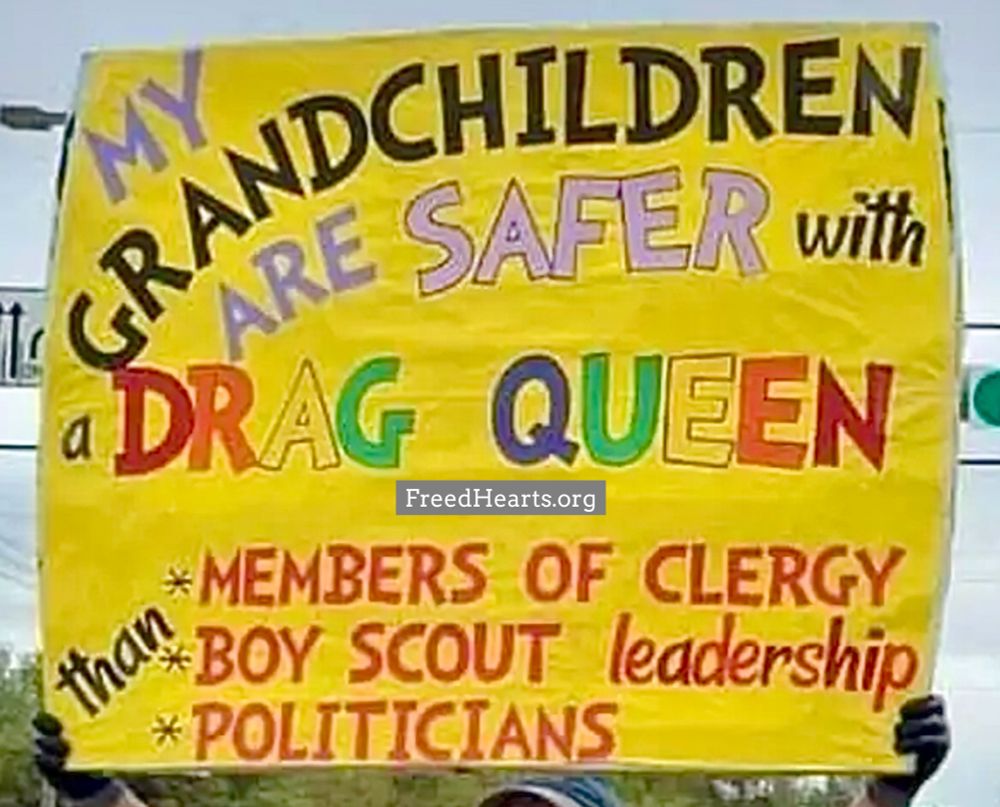 MY
GRANDCHILDREN
ARE SAFER with
a DRAG QUEEN
FreedHearts.org
than * MEMBERS OF CLERGY
* BOY SCOUT leadership
* POLITICIANS